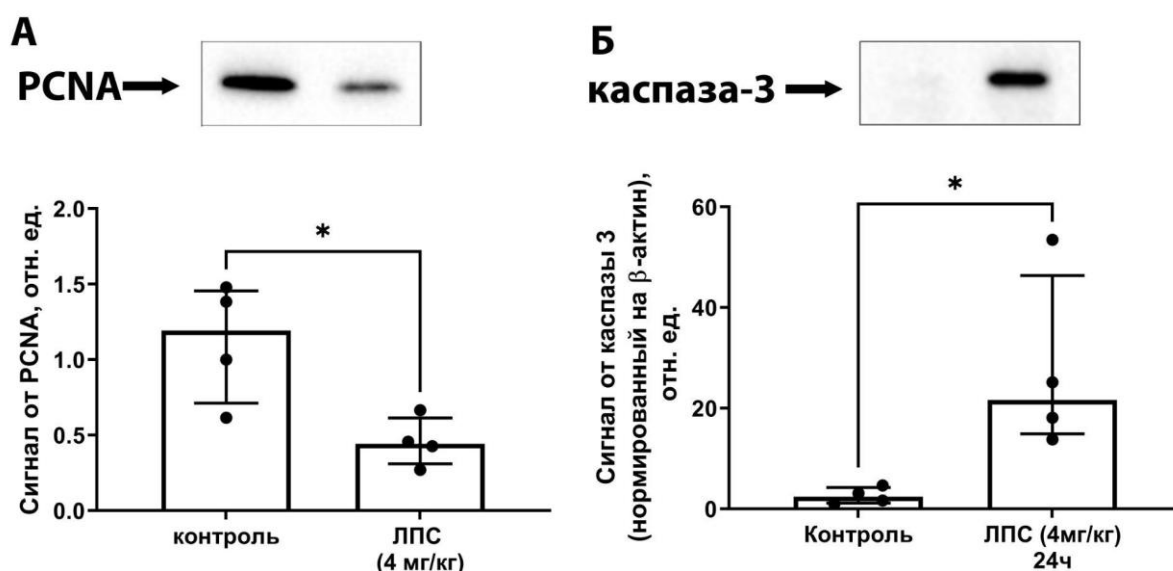 А
PCNA
Сигнал от PCNA, отн. ед.
2.0
1.5
1.0
0.5
0.0
*
контроль
ЛПС
(4 мг/кг)
Б
каспаза-3
Сигнал от каспазы 3
(нормированный на β-актин),
отн. ед.
60
40
20
0
*
Контроль
ЛПС (4мг/кг)
24ч